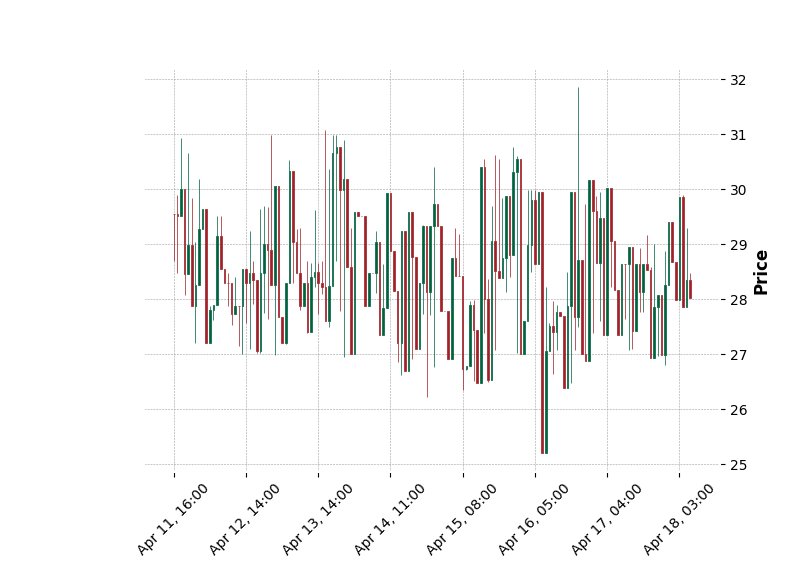 32
31
30
29
28
27
26
25
Price
Apr 11, 16:00
Apr 12, 14:00
Apr 13, 14:00
Apr 14, 11:00
Apr 15, 08:00
Apr 16, 05:00
Apr 17, 04:00
Apr 18, 03:00